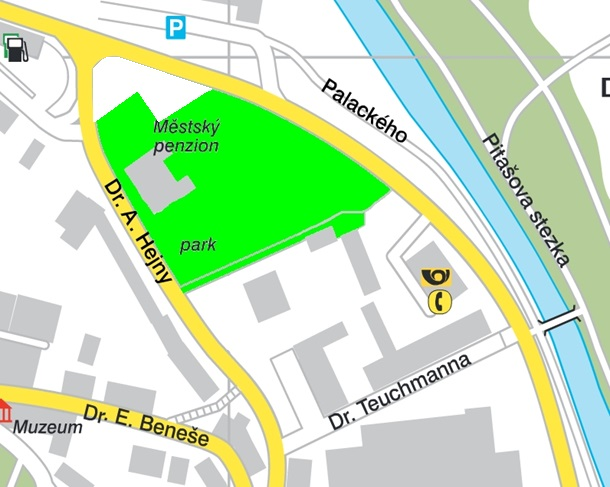 P
Palackého
D
Městský
penzion
Pitašova stezka
Dr. A. Hejny
park
Dr. Teuchmanna
Dr. E. Beneše
Muzeum